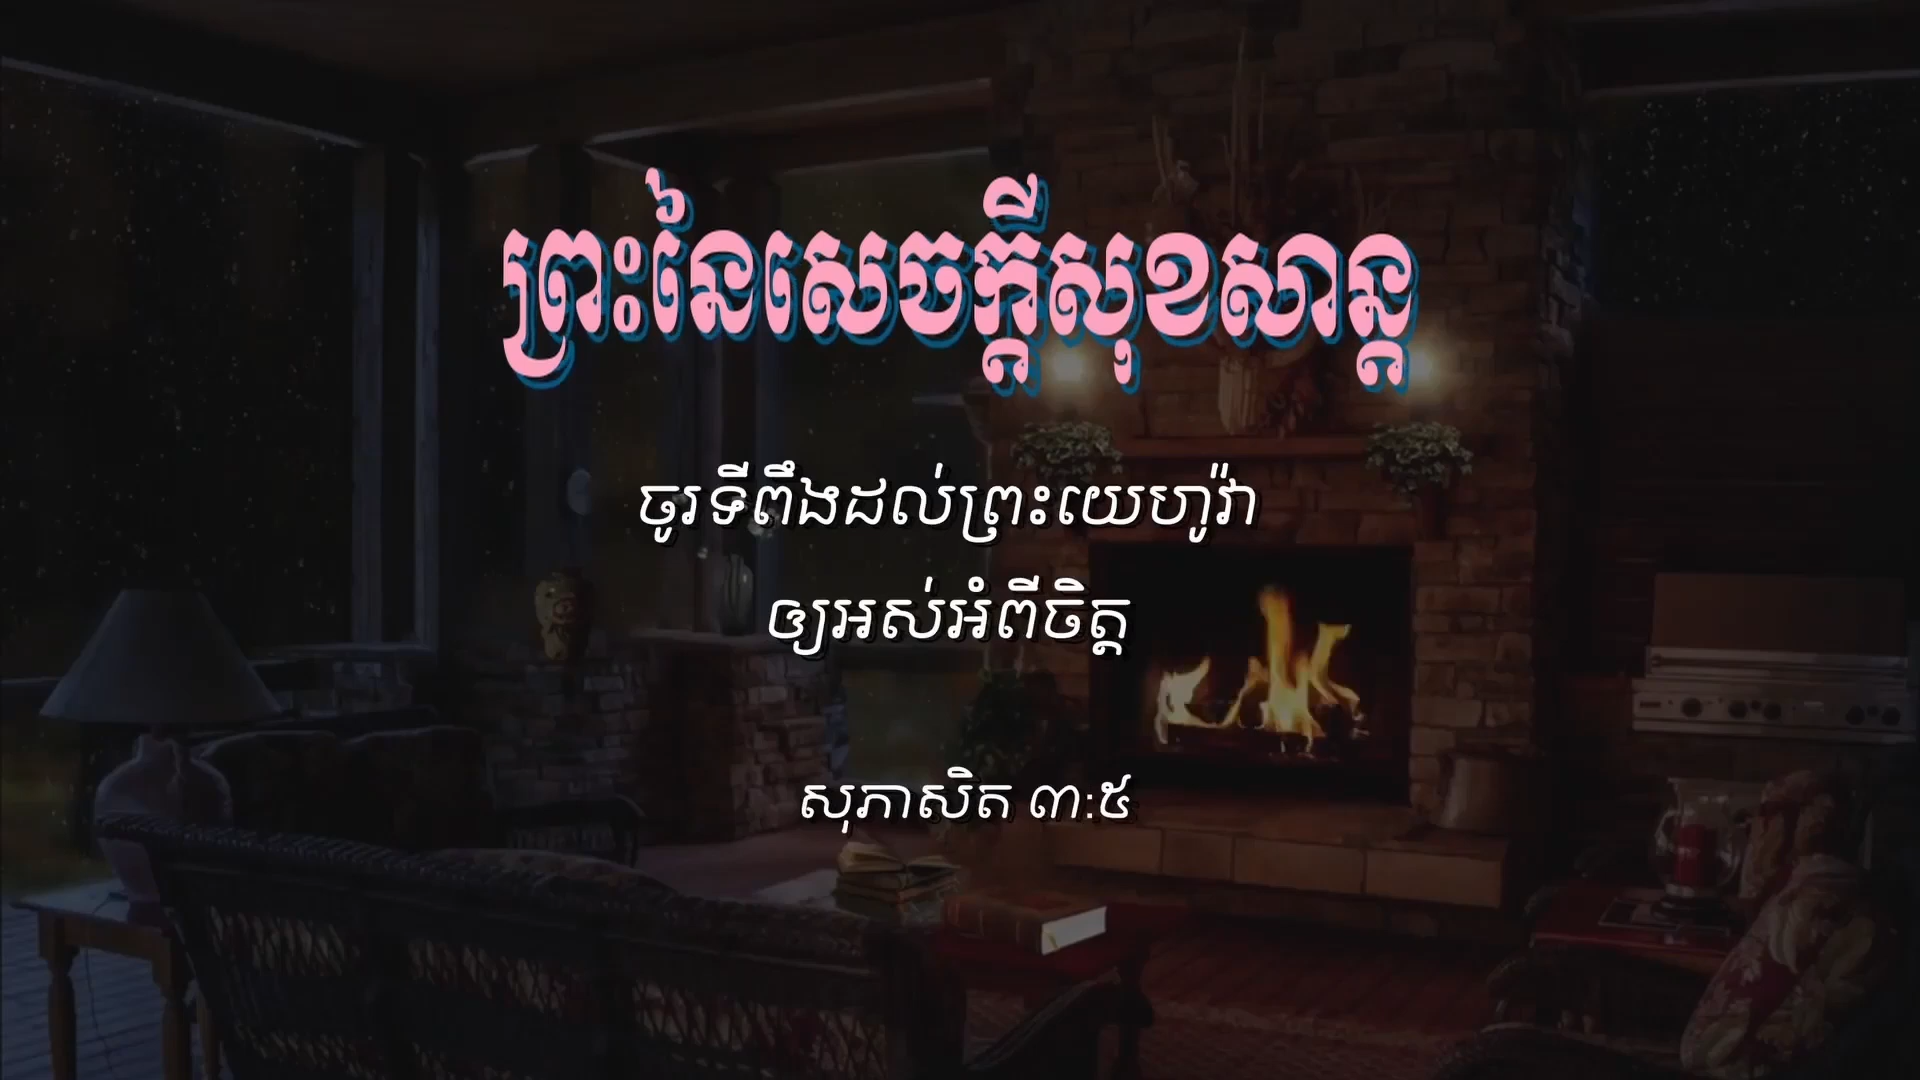 ព្រះនៃសេចក្ដីសុខសាន្ត
ចូរទីពឹងដល់ព្រះយេហូវ៉ា
ឲ្យអស់អំពីចិត្ត
សុភាសិត ៣:៥